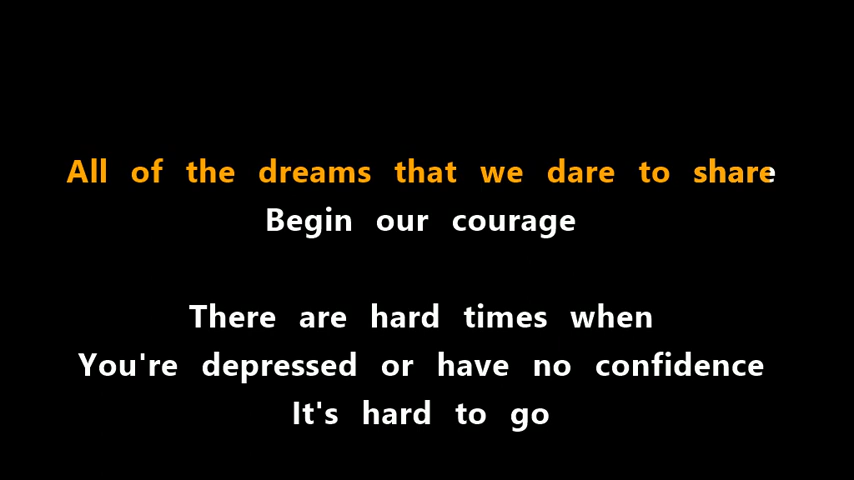 All of the dreams that we dare to share
Begin our courage
There are hard times when
You're depressed or have no confidence
It's hard to go